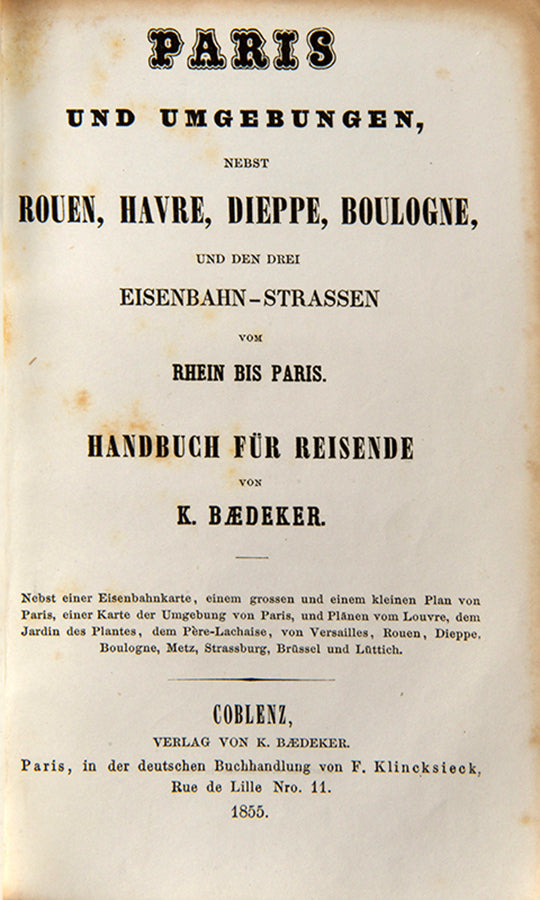 PARIS
UND UMGEBUNGEN,
NEBST
ROUEN, HAVRE, DIEPPE, BOULOGNE,
UND DEN DREI
EISENBAHN-STRASSEN
VOM
RHEIN BIS PARIS.
HANDBUCH FÜR REISENDE
VON
K. BÆDEKER.
Nebst einer Eisenbahnkarte, einem grossen und einem kleinen Plan von
Paris, einer Karte der Umgebung von Paris, und Plänen vom Louvre, dem
Jardin des Plantes, dem Père-Lachaise, von Versailles, Rouen, Dieppe,
Boulogne, Metz, Strassburg, Brüssel und Lüttich.
COBLENZ,
VERLAG VON K. BÆDEKER.
Paris, in der deutschen Buchhandlung von F. Klincksieck,
Rue de Lille Nro. 11.
1855.